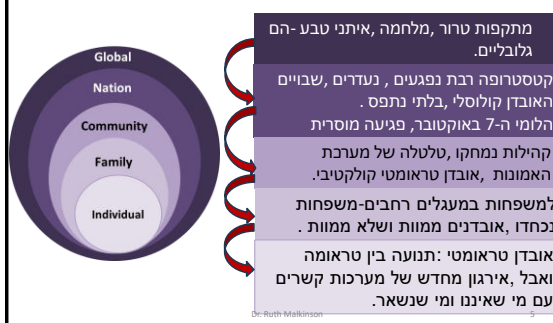 Global
Nation
Community
Family
Individual
מתקפות טרור ,מלחמה ,איתני טבע -הם
גלובליים.
קטסטרופה רבת נפגעים , נעדרים ,שבויים
האובדן קולוסלי ,בלתי נתפס .
הלומי ה-7 באוקטובר, פגיעה מוסרית
קהילות נמחקו ,טלטלה של מערכת
האמונות ,אובדן טראומטי קולקטיבי.
למשפחות במעגלים רחבים-משפחות
נכחדו ,אובדנים ממוות ושלא ממוות .
אובדן טראומטי :תנועה בין טראומה
ואבל ,אירגון מחדש של מערכות קשרים
עם מי שאיננו ומי שנשאר.
Dr. Ruth Malkinson
5